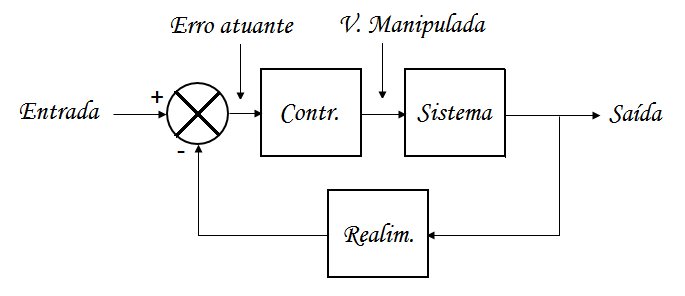 Erro atuante
V. Manipulada
Entrada
+
Contr.
Sistema
Saída
-
Realim.